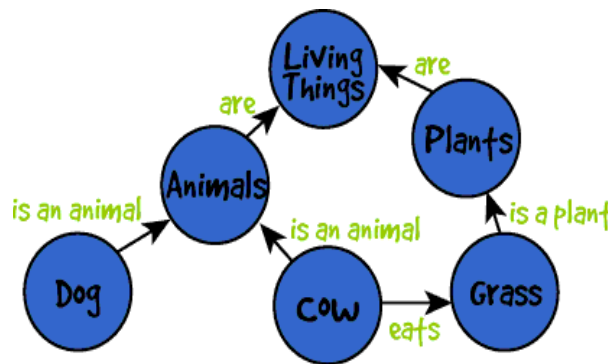 Living
Things
are
are
Plants
Animals
is an animal
is an animal
is a plant
Dog
Cow
eats
Grass